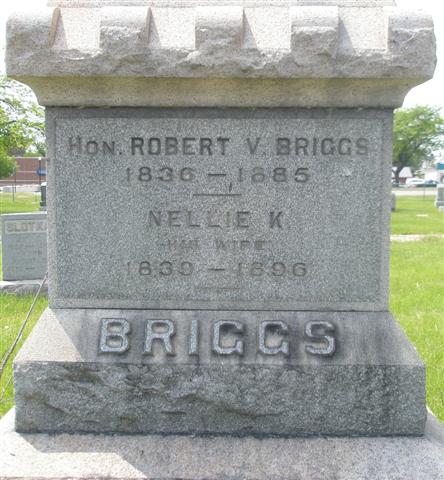 HON. ROBERT V. BRIGGS
1836 — 1885
NELLIE K
HIS WIFE
1839 — 1896
BRIGGS